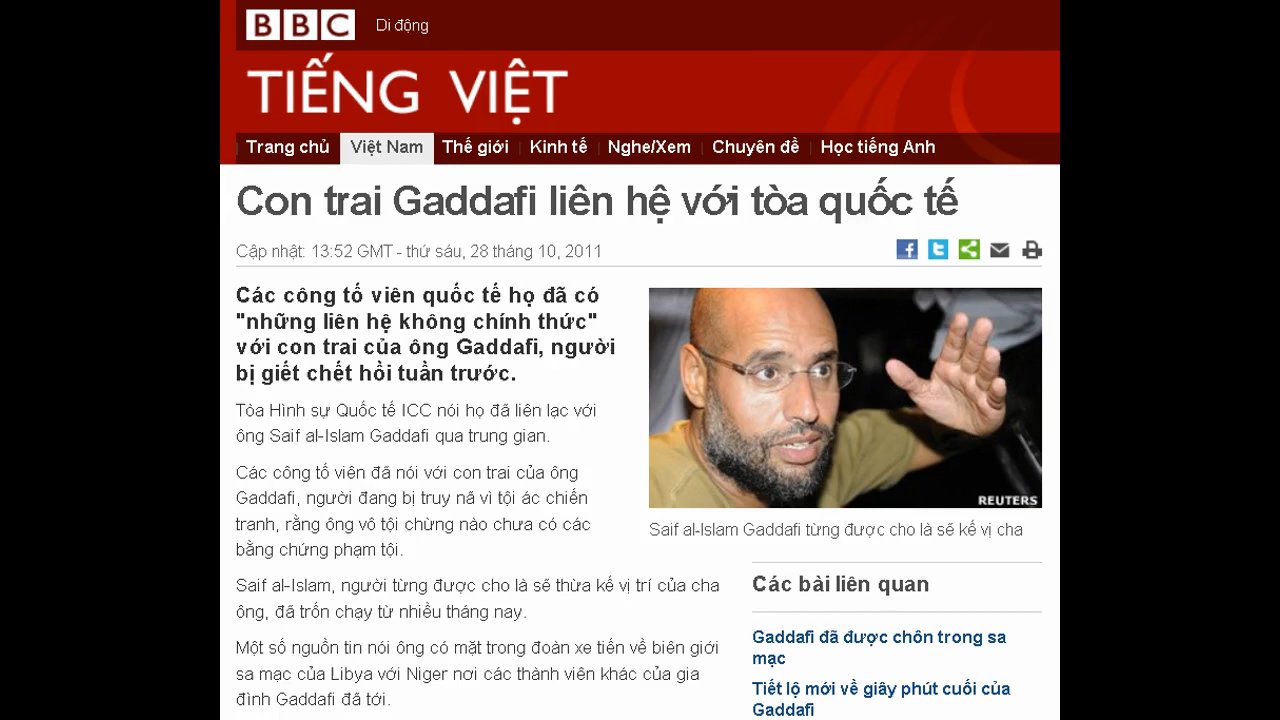 BBC Di động
TIẾNG VIỆT
Trang chủ Việt Nam Thế giới Kinh tế Nghe/Xem Chuyên đề Học tiếng Anh
Con trai Gaddafi liên hệ với tòa quốc tế
Cập nhật: 13:52 GMT - thứ sáu, 28 tháng 10, 2011
Các công tố viên quốc tế họ đã có
"những liên hệ không chính thức"
với con trai của ông Gaddafi, người
bị giết chết hồi tuần trước.
Tòa Hình sự Quốc tế ICC nói họ đã liên lạc với
ông Saif al-Islam Gaddafi qua trung gian.
Các công tố viên đã nói với con trai của ông
Gaddafi, người đang bị truy nã vì tội ác chiến
tranh, rằng ông vô tội chừng nào chưa có các
bằng chứng phạm tội.
Saif al-Islam, người từng được cho là sẽ thừa kế vị trí của cha
ông, đã trốn chạy từ nhiều tháng nay.
Một số nguồn tin nói ông có mặt trong đoàn xe tiến về biên giới
sa mạc của Libya với Niger nơi các thành viên khác của gia
đình Gaddafi đã tới.
REUTERS
Saif al-Islam Gaddafi từng được cho là sẽ kế vị cha
Các bài liên quan
Gaddafi đã được chôn trong sa
mạc
Tiết lộ mới về giây phút cuối của
Gaddafi